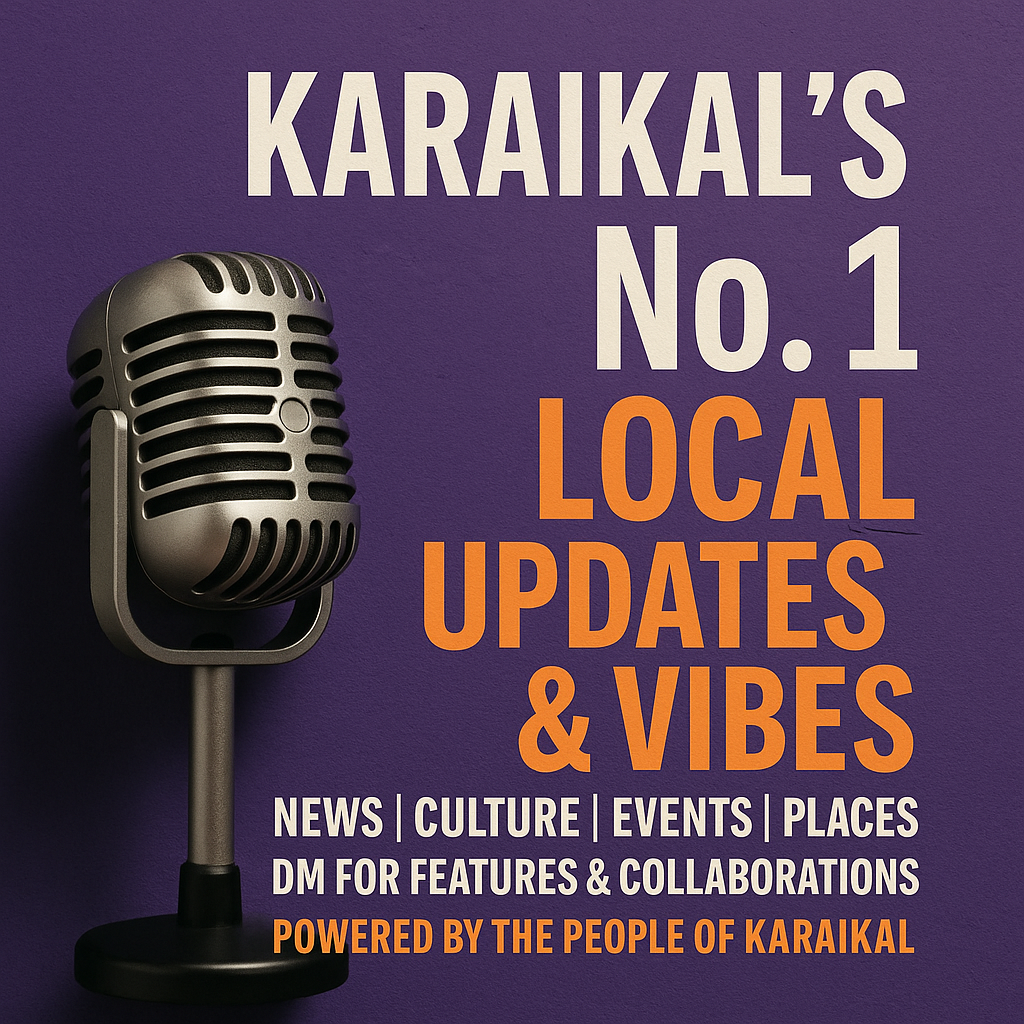 KARAIKAL’S
No. 1
LOCAL
UPDATES
& VIBES
NEWS | CULTURE | EVENTS | PLACES
DM FOR FEATURES & COLLABORATIONS
POWERED BY THE PEOPLE OF KARAIKAL